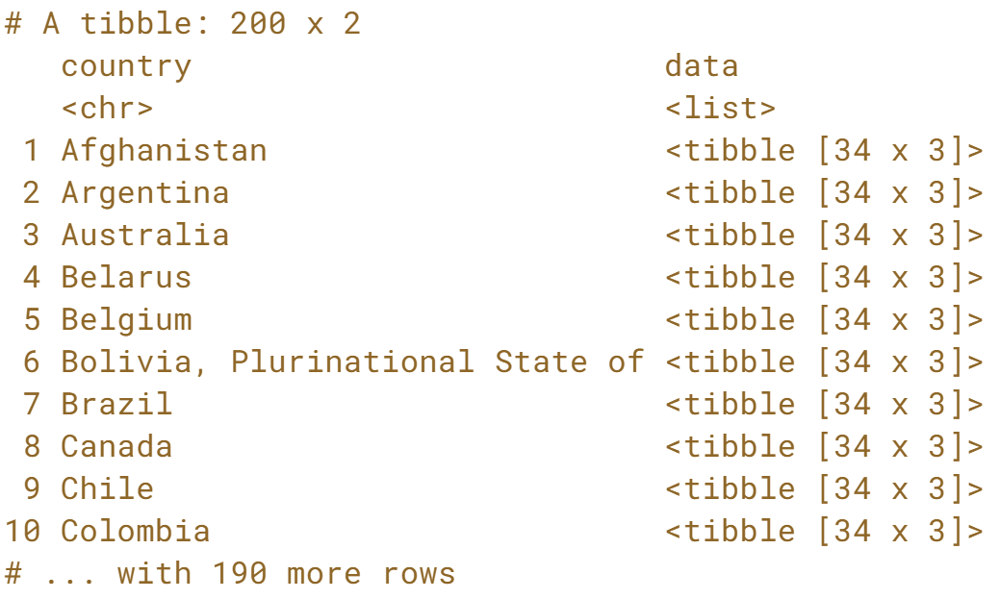 # A tibble: 200 x 2
   country                         data
   <chr>                           <list>
 1 Afghanistan                     <tibble [34 x 3]>
 2 Argentina                       <tibble [34 x 3]>
 3 Australia                       <tibble [34 x 3]>
 4 Belarus                         <tibble [34 x 3]>
 5 Belgium                         <tibble [34 x 3]>
 6 Bolivia, Plurinational State of <tibble [34 x 3]>
 7 Brazil                          <tibble [34 x 3]>
 8 Canada                          <tibble [34 x 3]>
 9 Chile                           <tibble [34 x 3]>
10 Colombia                        <tibble [34 x 3]>
# ... with 190 more rows